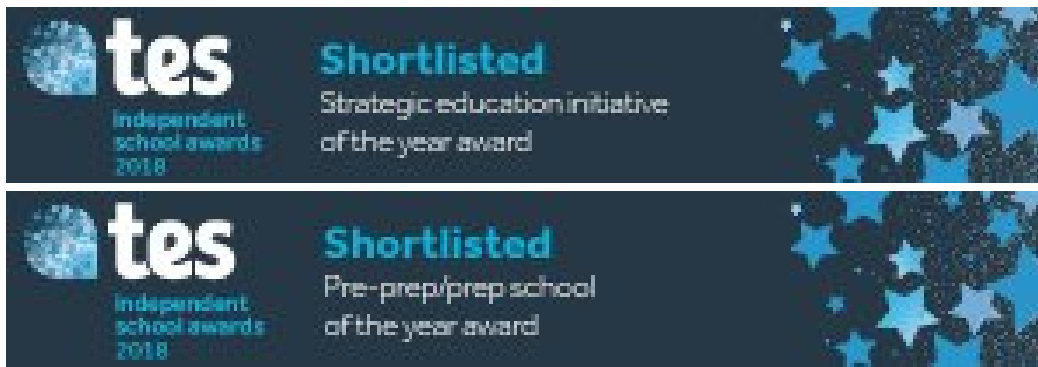 tes
independent
school awards
2018
Shortlisted
Strategic education initiative
of the year award
tes
independent
school awards
2018
Shortlisted
Pre-prep/prep school
of the year award